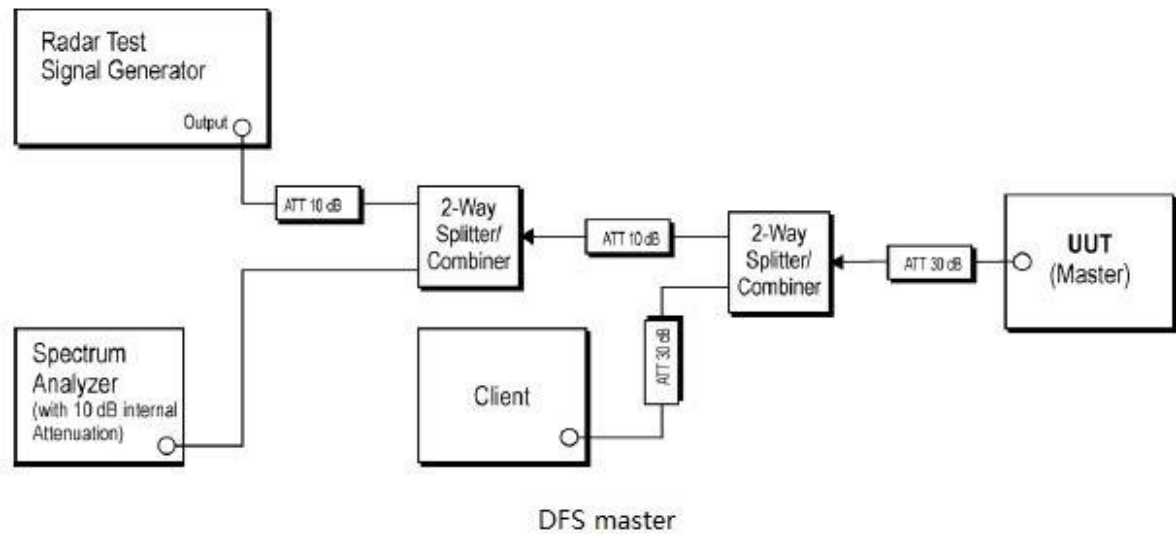 Radar Test
Signal Generator
Output
ATT 10 dB
2-Way
Splitter/
Combiner
ATT 10 dB
2-Way
Splitter/
Combiner
ATT 30 dB
UUT
(Master)
Spectrum
Analyzer
(with 10 dB internal
Attenuation)
Client
ATT 30 dB
DFS master